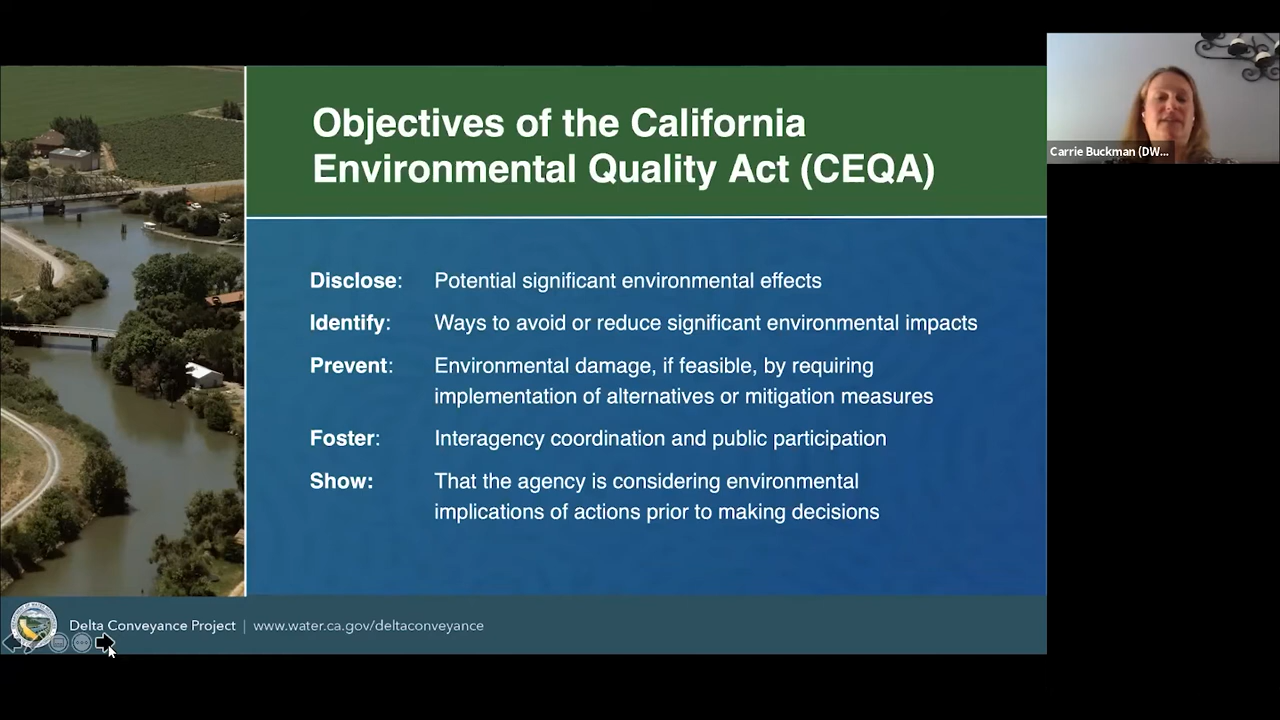 Objectives of the California
Environmental Quality Act (CEQA)
Carrie Buckman (DW...
Disclose: Potential significant environmental effects
Identify: Ways to avoid or reduce significant environmental impacts
Prevent: Environmental damage, if feasible, by requiring
implementation of alternatives or mitigation measures
Foster: Interagency coordination and public participation
Show: That the agency is considering environmental
implications of actions prior to making decisions
Delta Conveyance Project | www.water.ca.gov/deltaconveyance